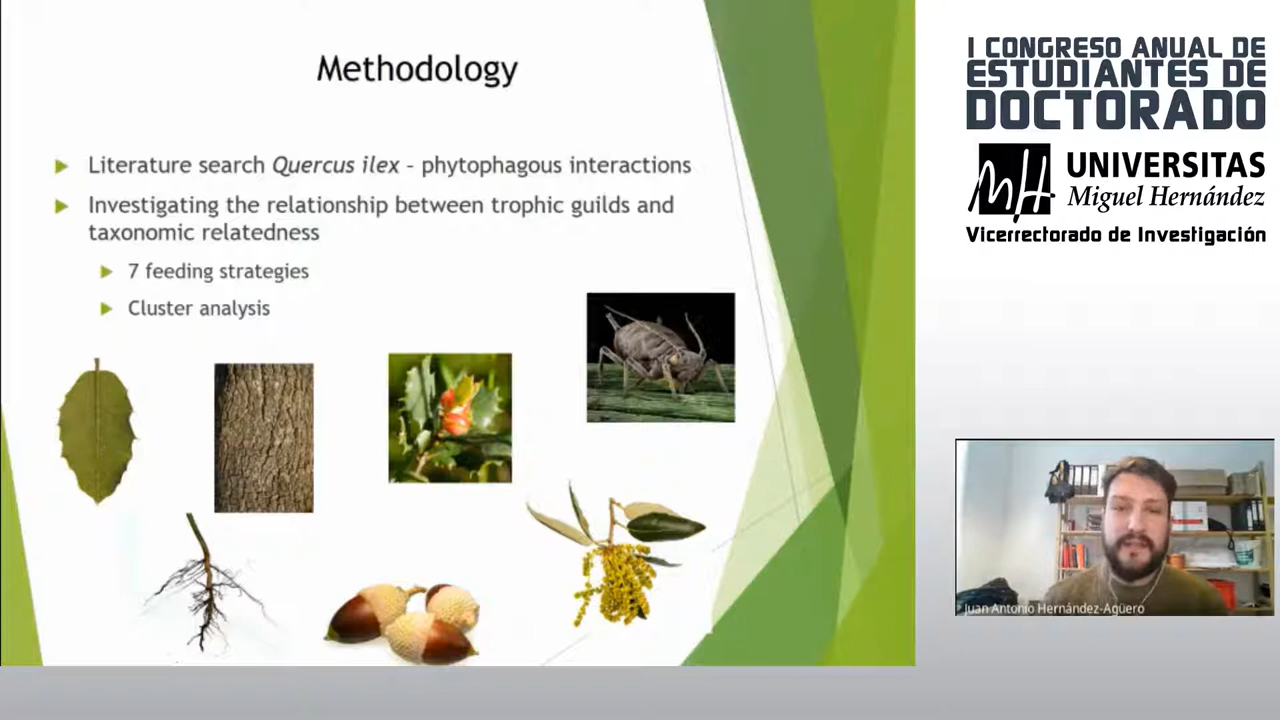 Methodology
Literature search Quercus ilex – phytophagous interactions
Investigating the relationship between trophic guilds and
taxonomic relatedness
7 feeding strategies
Cluster analysis
I CONGRESO ANUAL DE
ESTUDIANTES DE
DOCTORADO
UNIVERSITAS
Miguel Hernández
Vicerrectorado de Investigación
Juan Antonio Hernández-Agüero